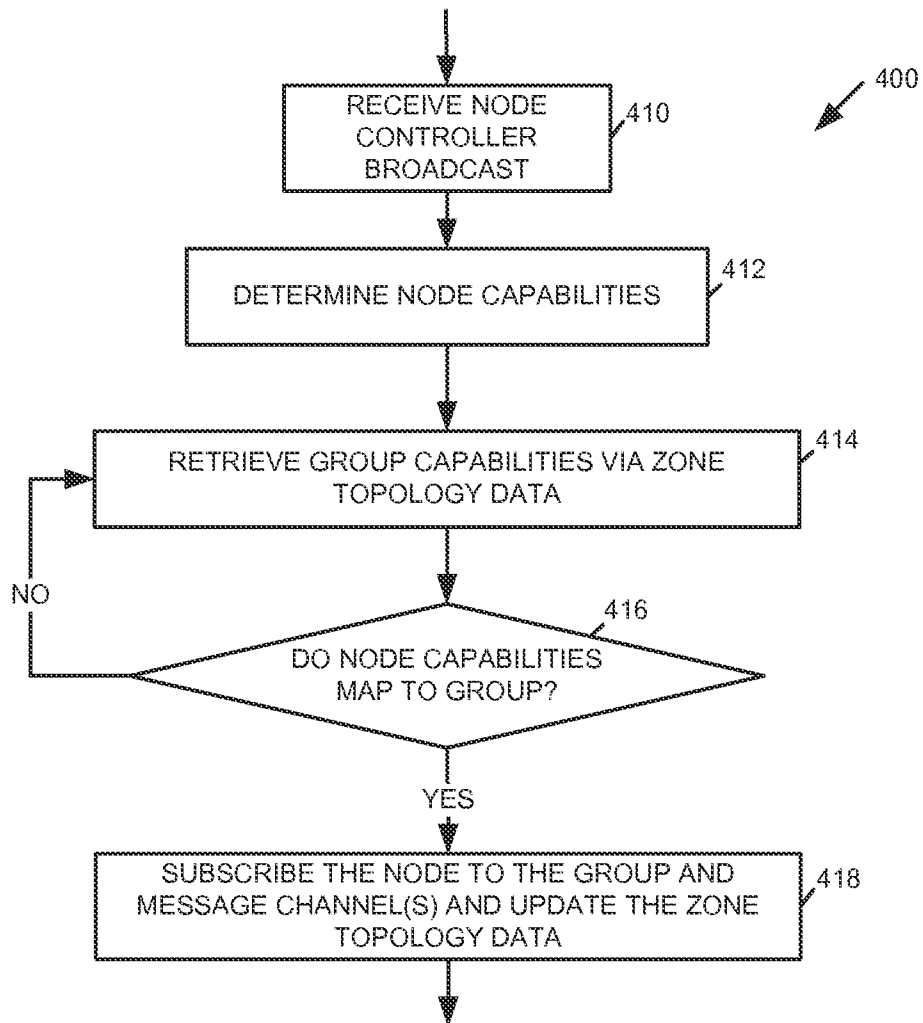 400
RECEIVE NODE
CONTROLLER
BROADCAST
410
DETERMINE NODE CAPABILITIES
412
RETRIEVE GROUP CAPABILITIES VIA ZONE
TOPOLOGY DATA
414
NO
416
DO NODE CAPABILITIES
MAP TO GROUP?
YES
SUBSCRIBE THE NODE TO THE GROUP AND
MESSAGE CHANNEL(S) AND UPDATE THE ZONE
TOPOLOGY DATA
418